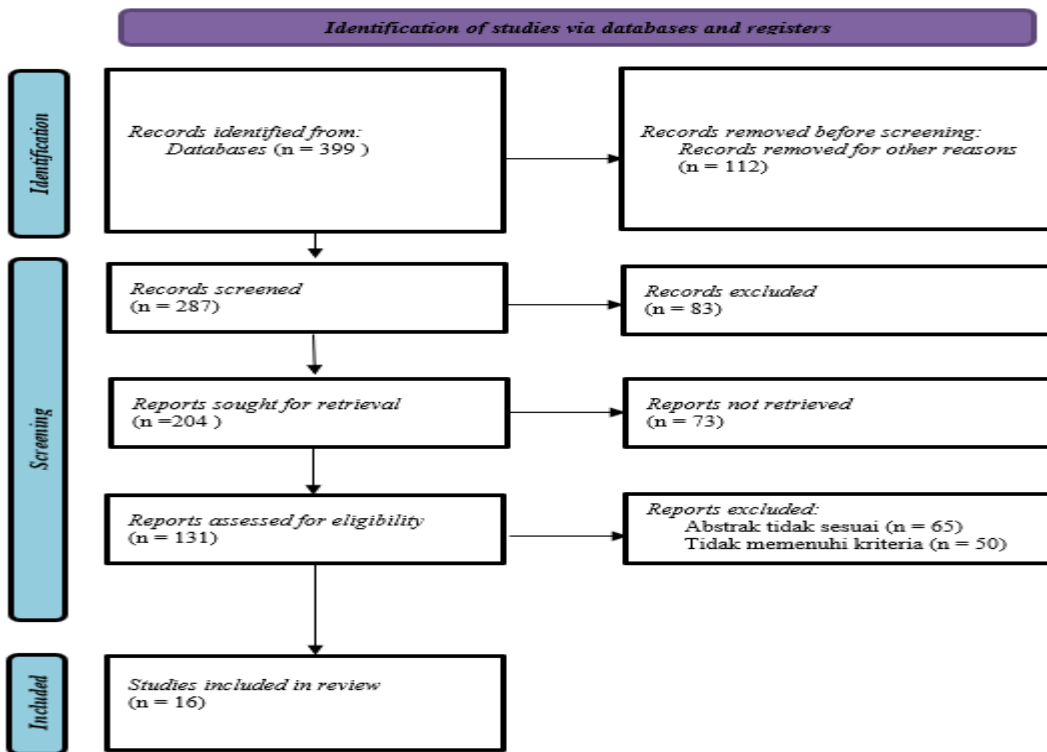 Identification of studies via databases and registers
Identification
Records identified from:
Databases (n = 399 )
Records removed before screening:
Records removed for other reasons
(n = 112)
Screening
Records screened
(n = 287)
Records excluded
(n = 83)
Reports sought for retrieval
(n =204 )
Reports not retrieved
(n = 73)
Reports assessed for eligibility
(n = 131)
Reports excluded:
Abstrak tidak sesuai (n = 65)
Tidak memenuhi kriteria (n = 50)
Included
Studies included in review
(n = 16)